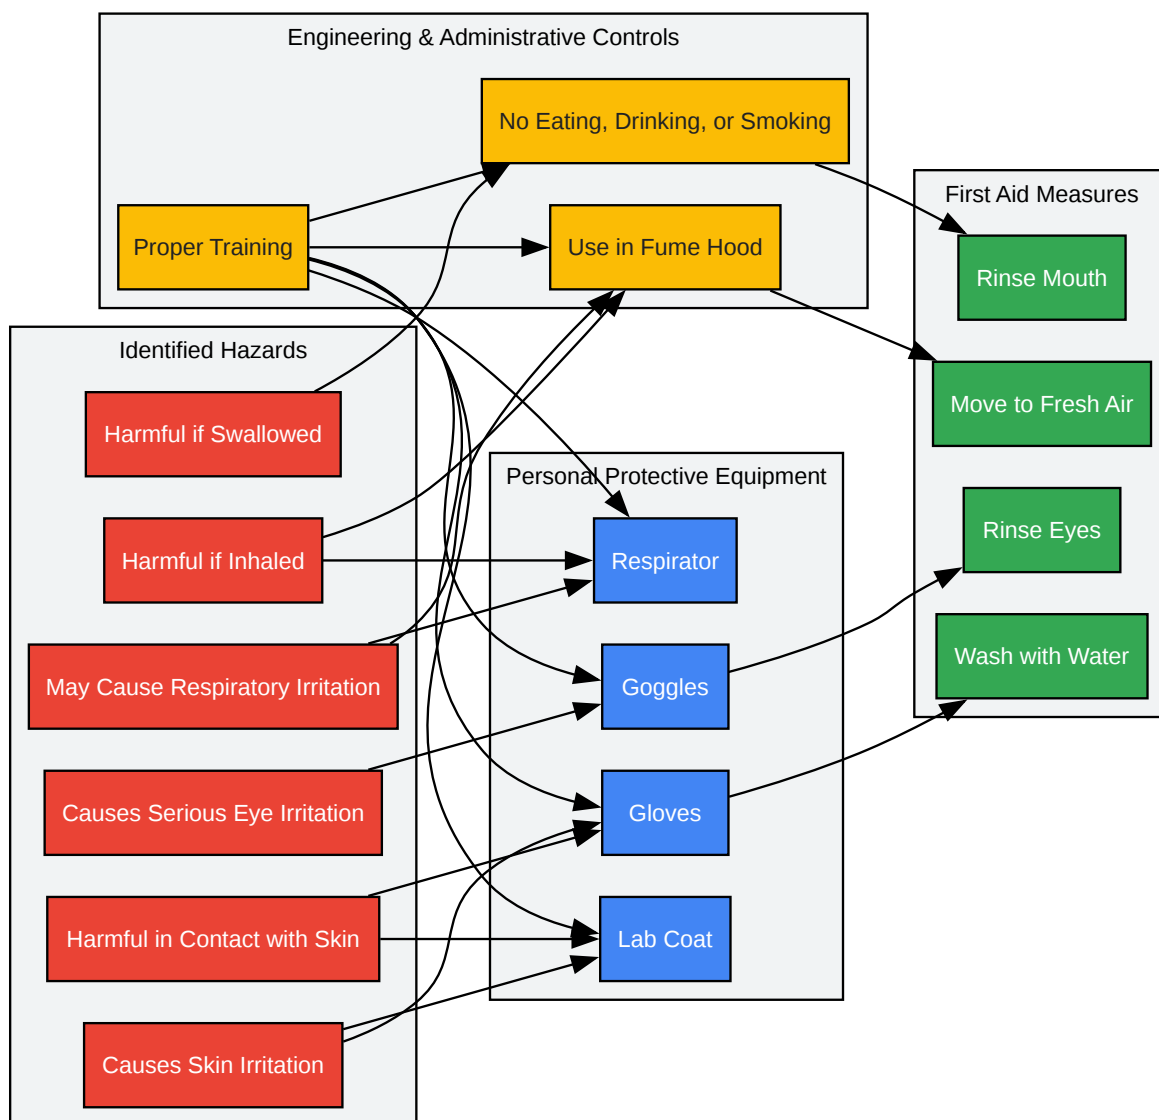 Engineering & Administrative Controls
No Eating, Drinking, or Smoking
Proper Training
Use in Fume Hood
First Aid Measures
Rinse Mouth
Move to Fresh Air
Rinse Eyes
Wash with Water
Identified Hazards
Harmful if Swallowed
Harmful if Inhaled
May Cause Respiratory Irritation
Causes Serious Eye Irritation
Harmful in Contact with Skin
Causes Skin Irritation
Personal Protective Equipment
Respirator
Goggles
Gloves
Lab Coat